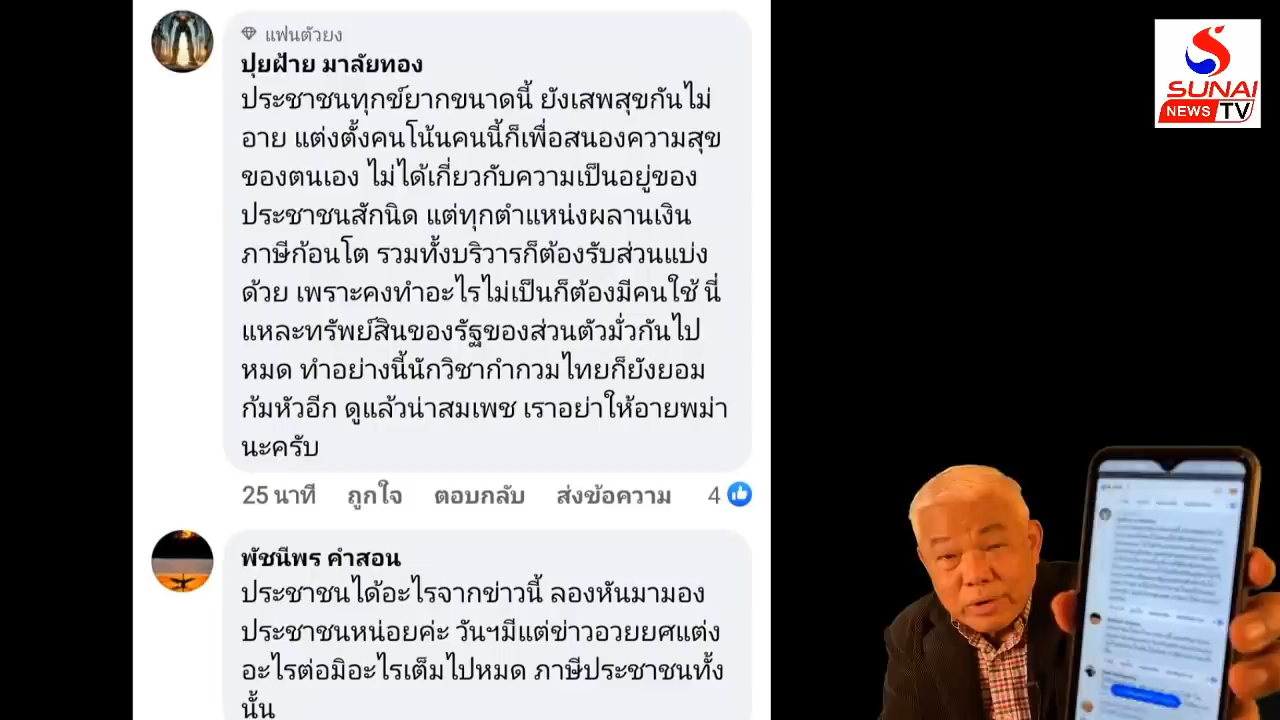 แฟนตัวยง
ปุยฝ้าย มาลัยทอง
ประชาชนทุกข์ยากขนาดนี้ ยังเสพสุขกันไม่
อาย แต่งตั้งคนโน้นคนนี้ก็เพื่อสนองความสุข
ของตนเอง ไม่ได้เกี่ยวกับความเป็นอยู่ของ
ประชาชนสักนิด แต่ทุกตำแหน่งผลานเงิน
ภาษีก้อนโต รวมทั้งบริวารก็ต้องรับส่วนแบ่ง
ด้วย เพราะคงทำอะไรไม่เป็นก็ต้องมีคนใช้ นี่
แหละทรัพย์สินของรัฐของส่วนตัวมั่วกันไป
หมด ทำอย่างนี้นักวิชากำกวมไทยก็ยังยอม
ก้มหัวอีก ดูแล้วน่าสมเพช เราอย่าให้อายพม่า
นะครับ
25 นาที ถูกใจ ตอบกลับ ส่งข้อความ 4
พัชนีพร คำสอน
ประชาชนได้อะไรจากข่าวนี้ ลองหันมามอง
ประชาชนหน่อยค่ะ วันฯมีแต่ข่าวอวยยศแต่ง
อะไรต่อมิอะไรเต็มไปหมด ภาษีประชาชนทั้ง
นั้น
SUNAI
NEWS TV